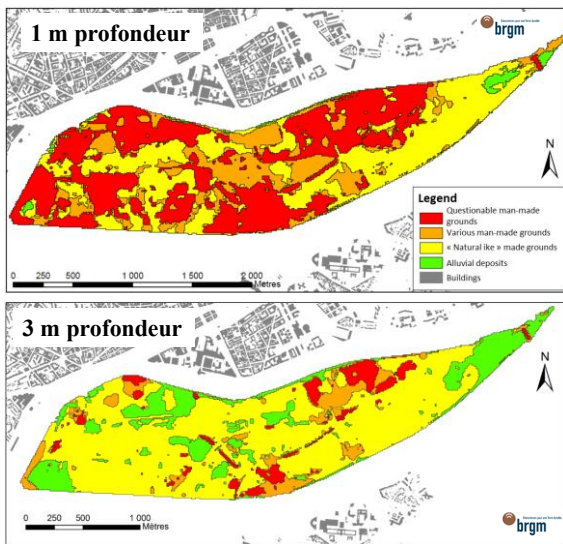 1 m profondeur
brgm
N
Legend
Questionable man-made
grounds
Various man-made grounds
« Natural ike » made grounds
Alluvial deposits
Buildings
0 250 500 1 000 1 500 2 000
Mètres
3 m profondeur
N
0 250 500 1 000
Mètres
brgm